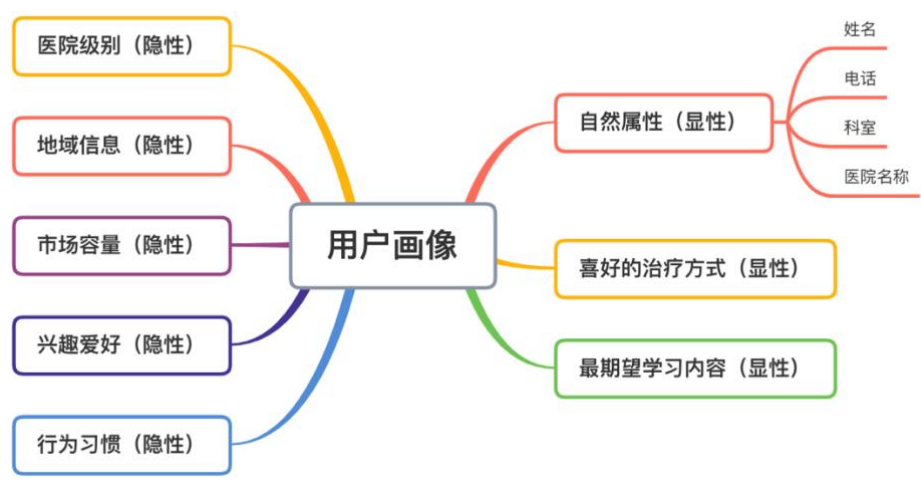 用户画像
自然属性（显性）
姓名
电话
科室
医院名称
喜好的治疗方式（显性）
最期望学习内容（显性）
医院级别（隐性）
地域信息（隐性）
市场容量（隐性）
兴趣爱好（隐性）
行为习惯（隐性）